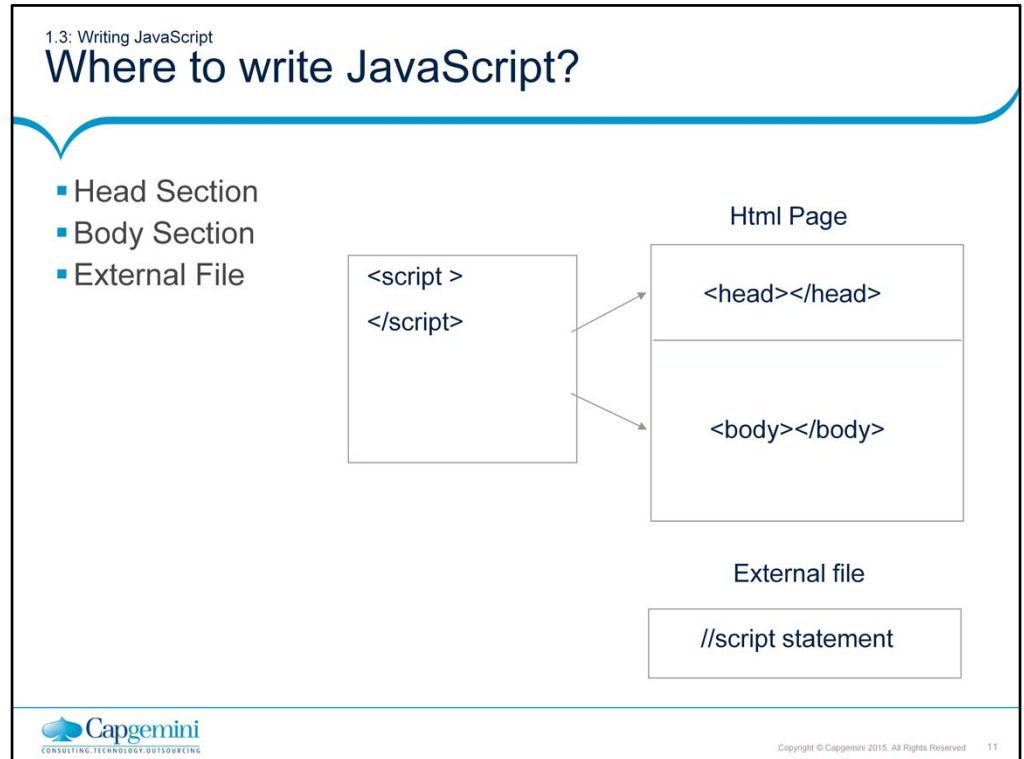 1.3: Writing JavaScript
Where to write JavaScript?
Head Section
Body Section
External File
<script >
</script>
Html Page
<head></head>
<body></body>
External file
//script statement
Capgemini
CONSULTING.TECHNOLOGY.OUTSOURCING
Copyright © Capgemini 2015. All Rights Reserved 11